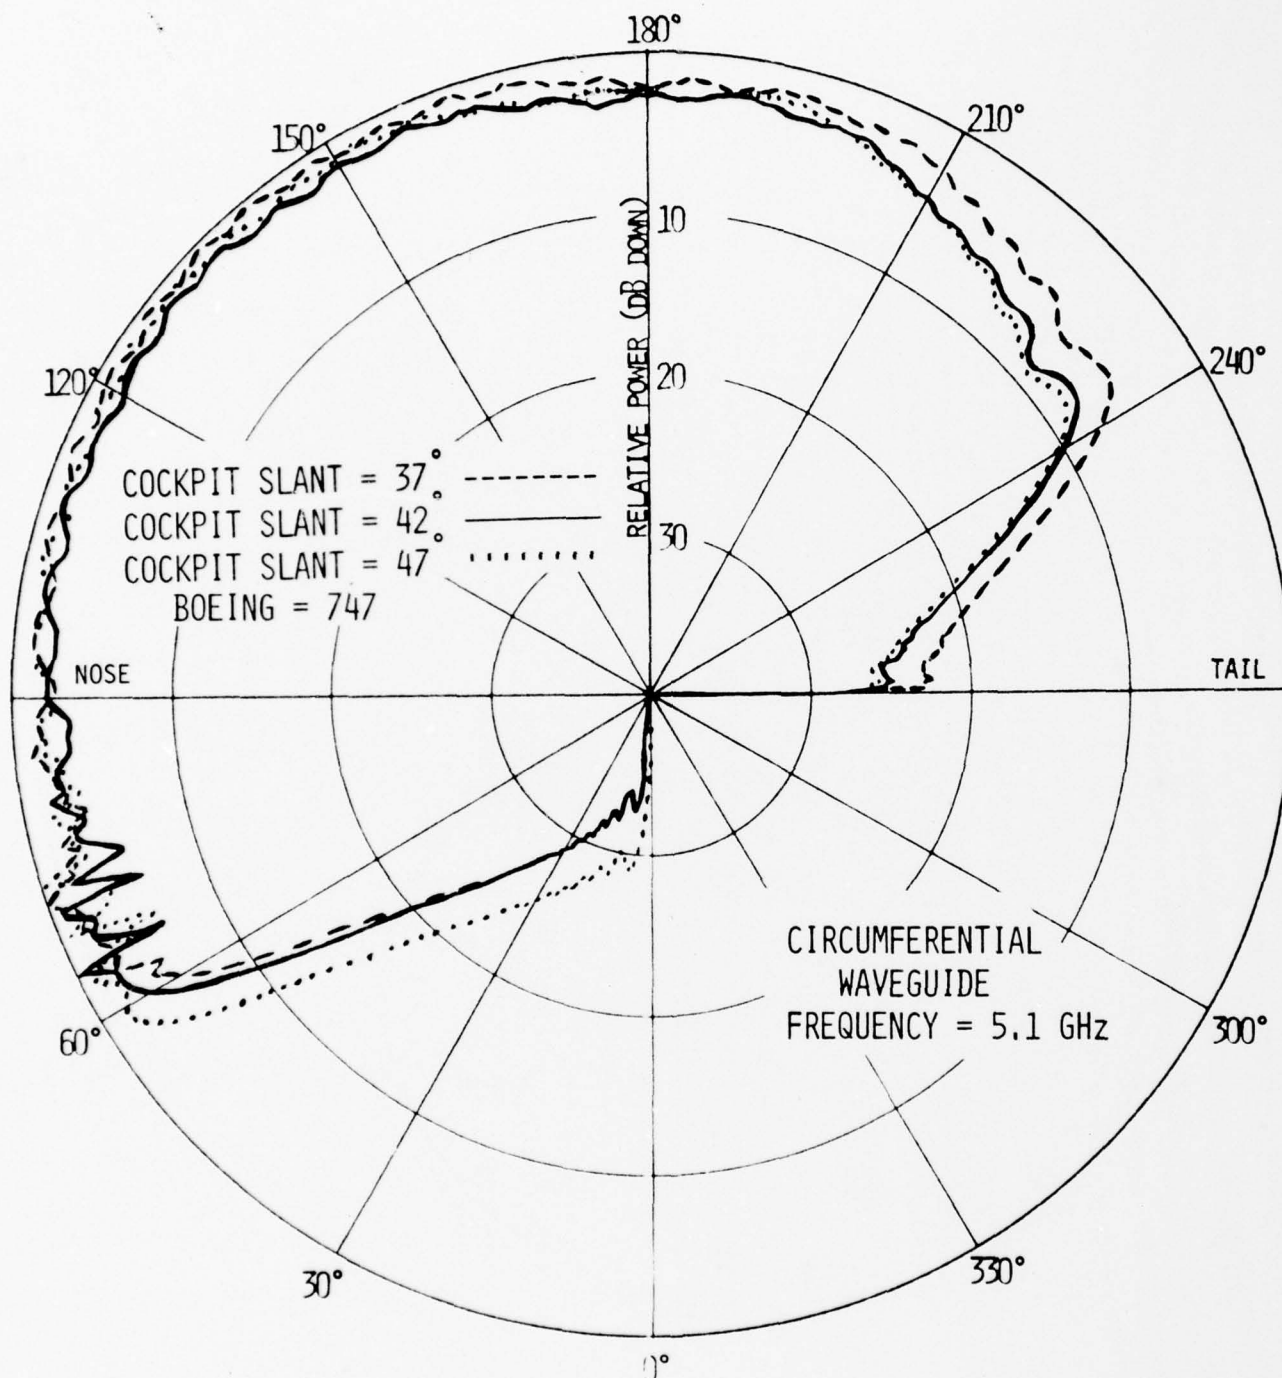 180°
150°
210°
10
RELATIVE POWER (DB DOWN)
120°
20
240°
COCKPIT SLANT = 37°
COCKPIT SLANT = 42°
30
COCKPIT SLANT = 47°
BOEING = 747
NOSE
TAIL
CIRCUMFERENTIAL
WAVEGUIDE
FREQUENCY = 5.1 GHz
60°
300°
30°
330°
0°